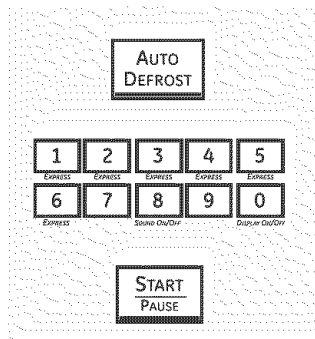 AUTO
DEFROST
1 2 3 4 5
EXPRESS EXPRESS EXPRESS EXPRESS EXPRESS
6 7 8 9 0
EXPRESS SOUND ON/OFF DISPLAY ON/OFF
START
PAUSE